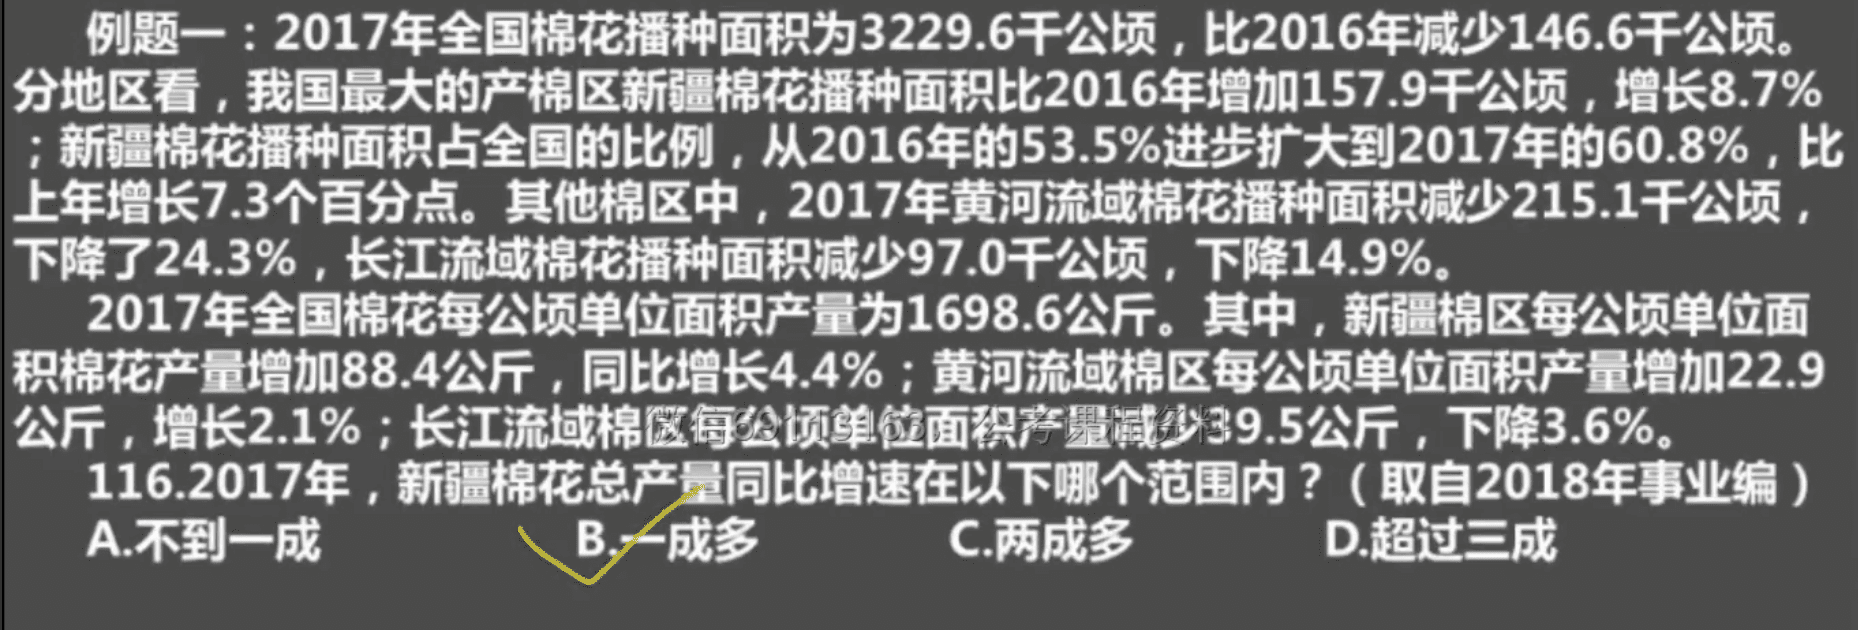 例题一：2017年全国棉花播种面积为3229.6千公顷，比2016年减少146.6千公顷。
分地区看，我国最大的产棉区新疆棉花播种面积比2016年增加157.9千公顷，增长8.7%
；新疆棉花播种面积占全国的比例，从2016年的53.5%进步扩大到2017年的60.8%，比
上年增长7.3个百分点。其他棉区中，2017年黄河流域棉花播种面积减少215.1千公顷，
下降了24.3%，长江流域棉花播种面积减少97.0千公顷，下降14.9%。
2017年全国棉花每公顷单位面积产量为1698.6公斤。其中，新疆棉区每公顷单位面
积棉花产量增加88.4公斤，同比增长4.4%；黄河流域棉区每公顷单位面积产量增加22.9
公斤，增长2.1%；长江流域棉区每公顷单位面积产量减少39.5公斤，下降3.6%。
116.2017年，新疆棉花总产量同比增速在以下哪个范围内？（取自2018年事业编）
A.不到一成 B.一成多 C.两成多 D.超过三成